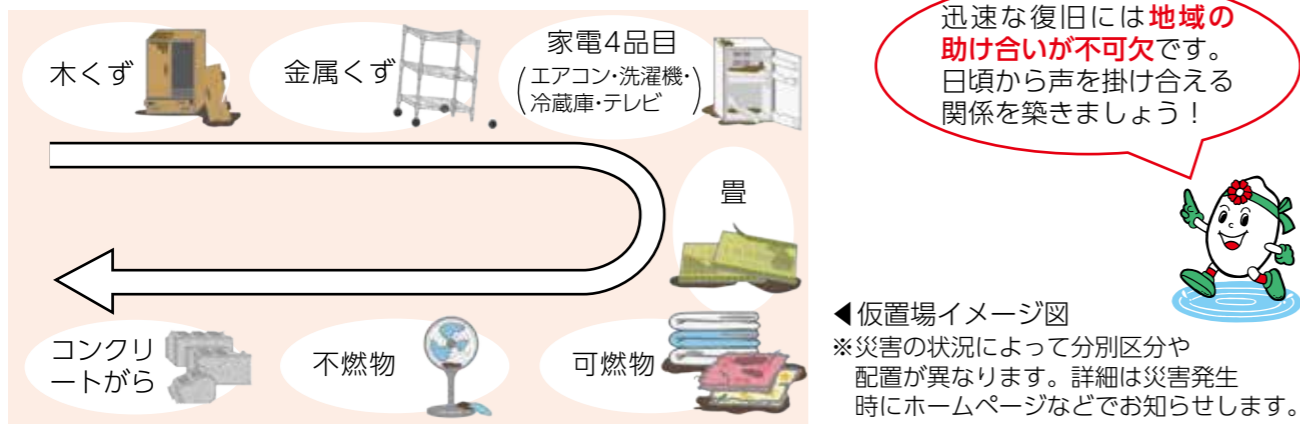 木くず
金属くず
家電4品目
(エアコン・洗濯機・
冷蔵庫・テレビ)
畳
コンクリ
ートがら
不燃物
可燃物
迅速な復旧には地域の
助け合いが不可欠です。
日頃から声を掛け合える
関係を築きましょう！
◀仮置場イメージ図
※災害の状況によって分別区分や
配置が異なります。詳細は災害発生
時にホームページなどでお知らせします。